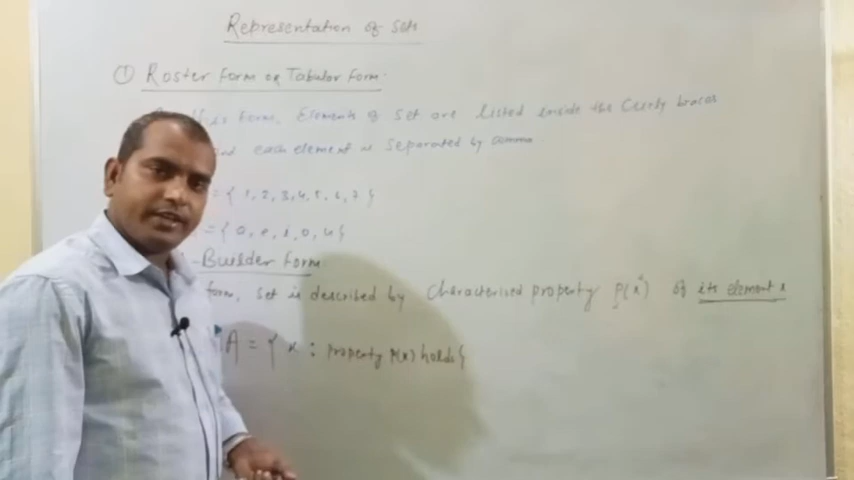 Representation of Sets
① Roster Form or Tabular Form
this form, Elements of Set are listed inside the Curly braces
and each element is separated by comma
= { 1, 2, 3, 4, 5, 6, 7 }
= { a, e, i, o, u }
-Builder form
form, set is described by Characterised property p(x) of its element x
A = { x : property p(x) holds }